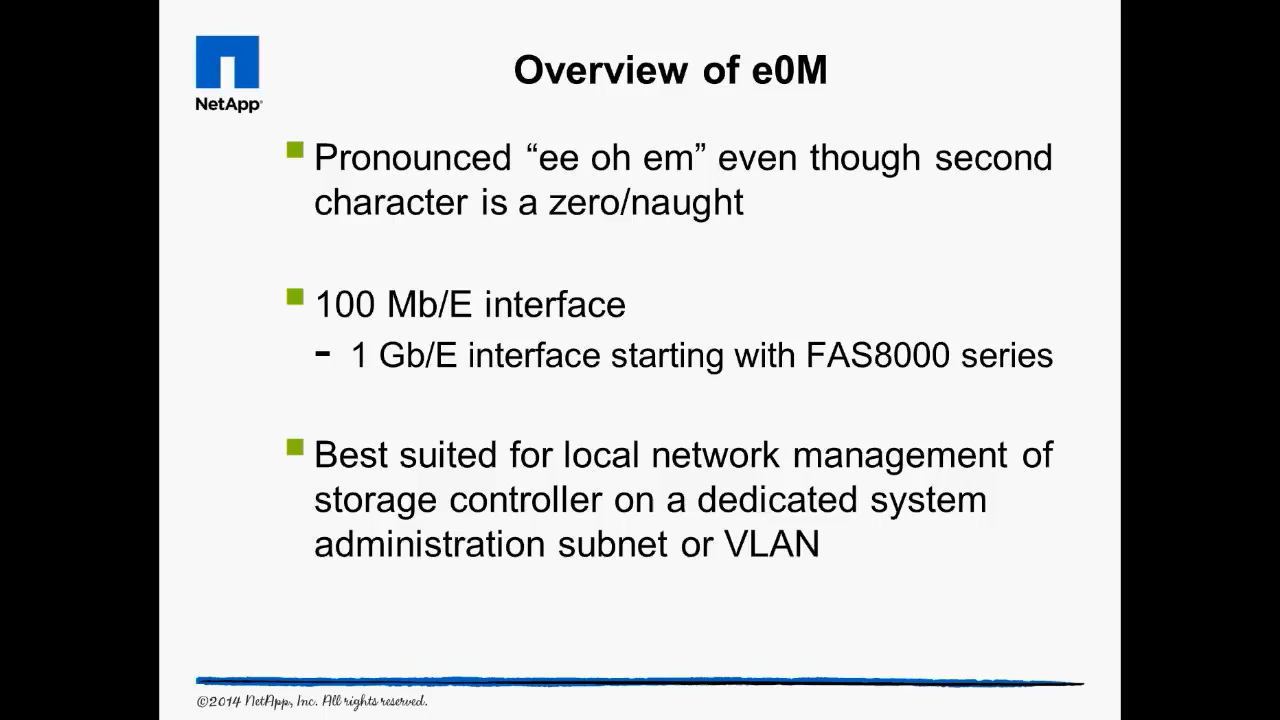 Overview of e0M
NetApp®
Pronounced “ee oh em” even though second
character is a zero/naught
100 Mb/E interface
- 1 Gb/E interface starting with FAS8000 series
Best suited for local network management of
storage controller on a dedicated system
administration subnet or VLAN
©2014 NetApp, Inc. All rights reserved.